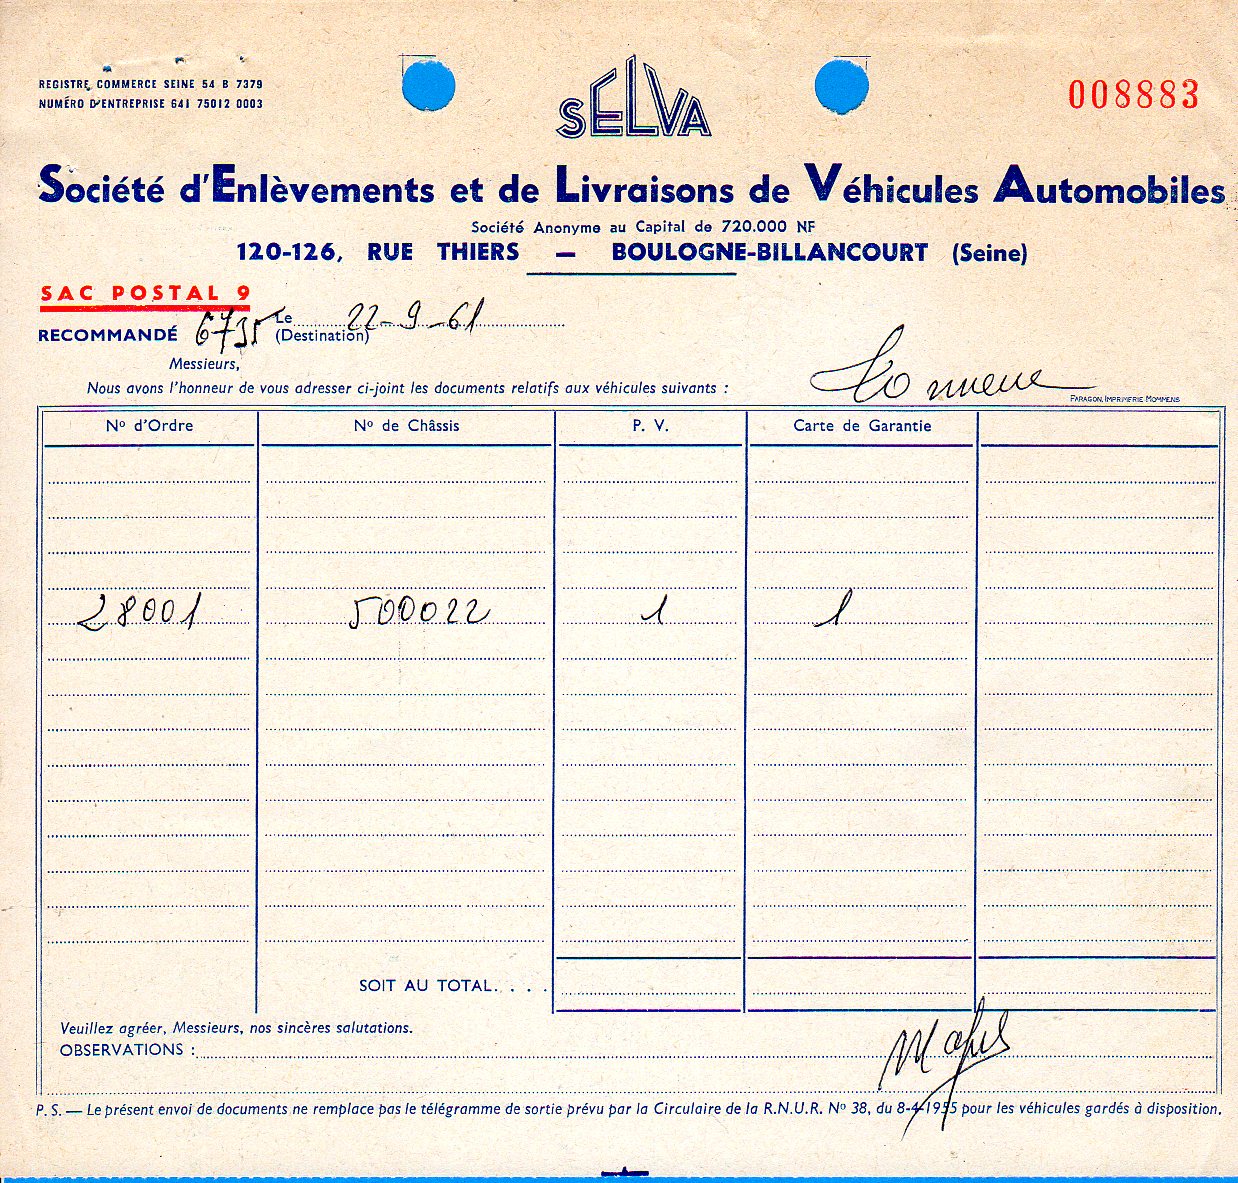 REGISTRE COMMERCE SEINE 54 B 7379
NUMÉRO D'ENTREPRISE 641 75012 0003
SELVA
008883
Société d'Enlèvements et de Livraisons de Véhicules Automobiles
Société Anonyme au Capital de 720.000 NF
120-126, RUE THIERS — BOULOGNE-BILLANCOURT (Seine)
SAC POSTAL 9
Le 22-9-61
RECOMMANDÉ 6735 (Destination)
Messieurs,
Nous avons l'honneur de vous adresser ci-joint les documents relatifs aux véhicules suivants :
FARAGON, IMPRIMERIE MOMMENS
Nº d'Ordre Nº de Châssis P. V. Carte de Garantie
28001 500022 1 1
SOIT AU TOTAL. . . .
Veuillez agréer, Messieurs, nos sincères salutations.
OBSERVATIONS :
P. S. — Le présent envoi de documents ne remplace pas le télégramme de sortie prévu par la Circulaire de la R.N.U.R. Nº 38, du 8-4-1955 pour les véhicules gardés à disposition.